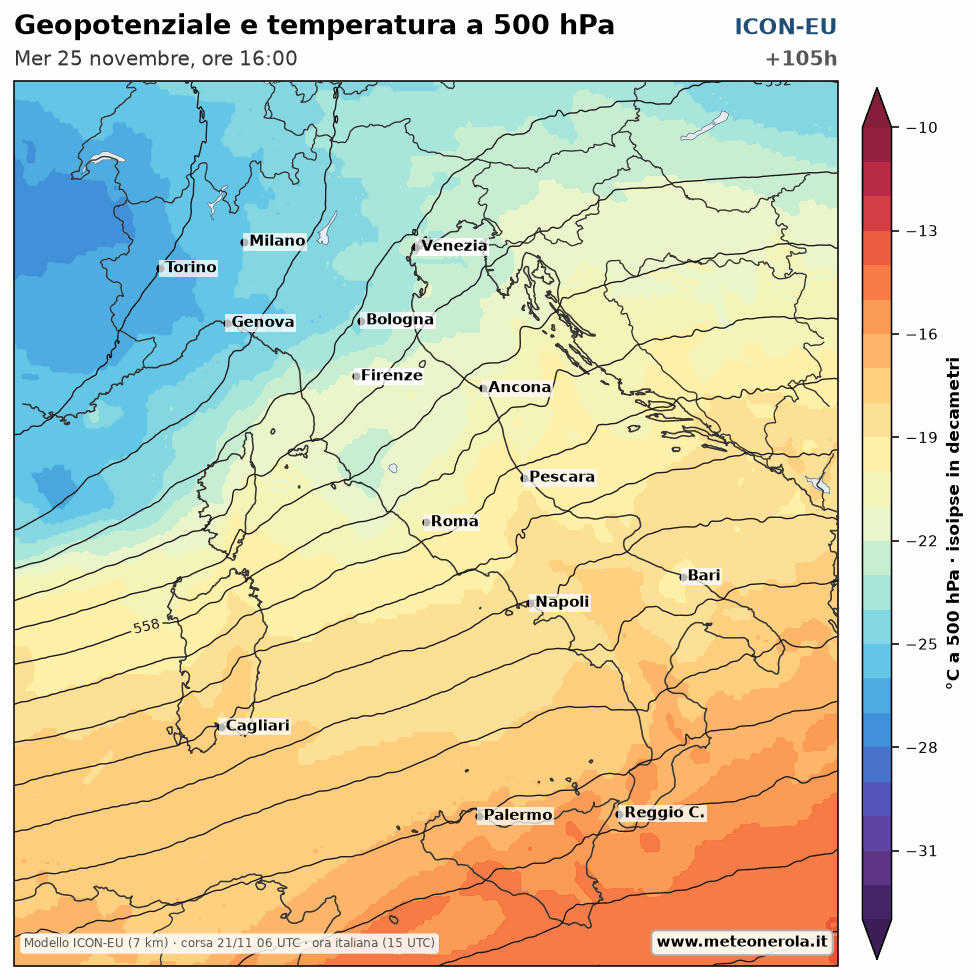 Geopotenziale e temperatura a 500 hPa
ICON-EU
Mer 25 novembre, ore 16:00
+105h
552
Milano
Venezia
Torino
Genova
Bologna
Firenze
Ancona
Pescara
Roma
Bari
Napoli
558
Cagliari
Palermo
Reggio C.
Modello ICON-EU (7 km) · corsa 21/11 06 UTC · ora italiana (15 UTC)
www.meteonerola.it
−10
−13
−16
−19
−22
−25
−28
−31
°C a 500 hPa · isoipse in decametri